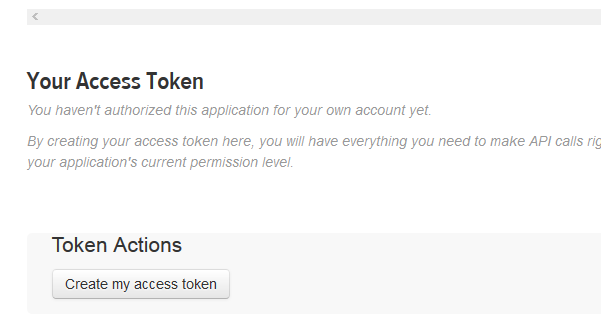 Your Access Token
You haven't authorized this application for your own account yet.
By creating your access token here, you will have everything you need to make API calls
your application's current permission level.
Token Actions
Create my access token